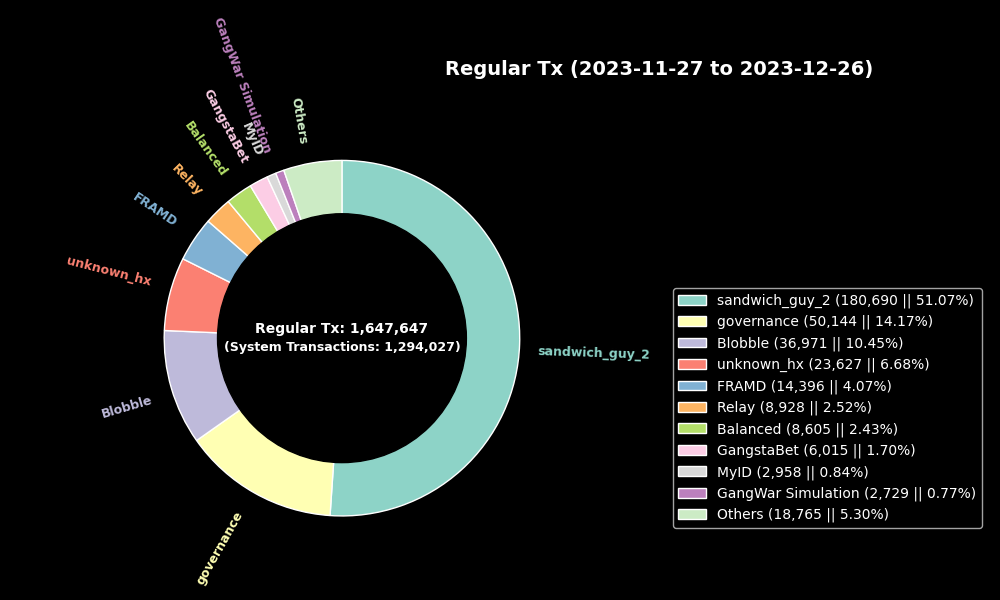 Regular Tx (2023-11-27 to 2023-12-26)
GangWar Simulation
Others
GangstaBet
MyID
Balanced
Relay
FRAMD
unknown_hx
Blobble
governance
sandwich_guy_2
Regular Tx: 1,647,647
(System Transactions: 1,294,027)
sandwich_guy_2 (180,690 || 51.07%)
governance (50,144 || 14.17%)
Blobble (36,971 || 10.45%)
unknown_hx (23,627 || 6.68%)
FRAMD (14,396 || 4.07%)
Relay (8,928 || 2.52%)
Balanced (8,605 || 2.43%)
GangstaBet (6,015 || 1.70%)
MyID (2,958 || 0.84%)
GangWar Simulation (2,729 || 0.77%)
Others (18,765 || 5.30%)